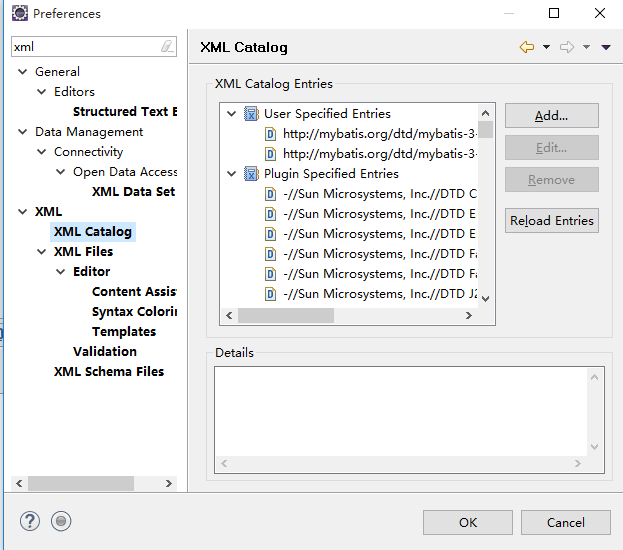 Preferences
xml
General
Editors
Structured Text E
Data Management
Connectivity
Open Data Access
XML Data Set
XML
XML Catalog
XML Files
Editor
Content Assis
Syntax Colorin
Templates
Validation
XML Schema Files
XML Catalog
XML Catalog Entries
User Specified Entries
http://mybatis.org/dtd/mybatis-3-
http://mybatis.org/dtd/mybatis-3-
Plugin Specified Entries
-//Sun Microsystems, Inc.//DTD C
-//Sun Microsystems, Inc.//DTD E
-//Sun Microsystems, Inc.//DTD E
-//Sun Microsystems, Inc.//DTD Fa
-//Sun Microsystems, Inc.//DTD Fa
-//Sun Microsystems, Inc.//DTD J2
Add...
Edit...
Remove
Reload Entries
Details
OK
Cancel